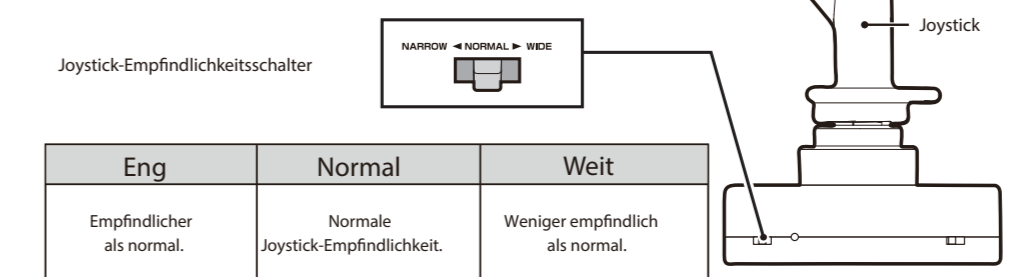 Joystick
NARROW ◄ NORMAL ► WIDE
Joystick-Empfindlichkeitsschalter
Eng Normal Weit
Empfindlicher
als normal.
Normale
Joystick-Empfindlichkeit.
Weniger empfindlich
als normal.